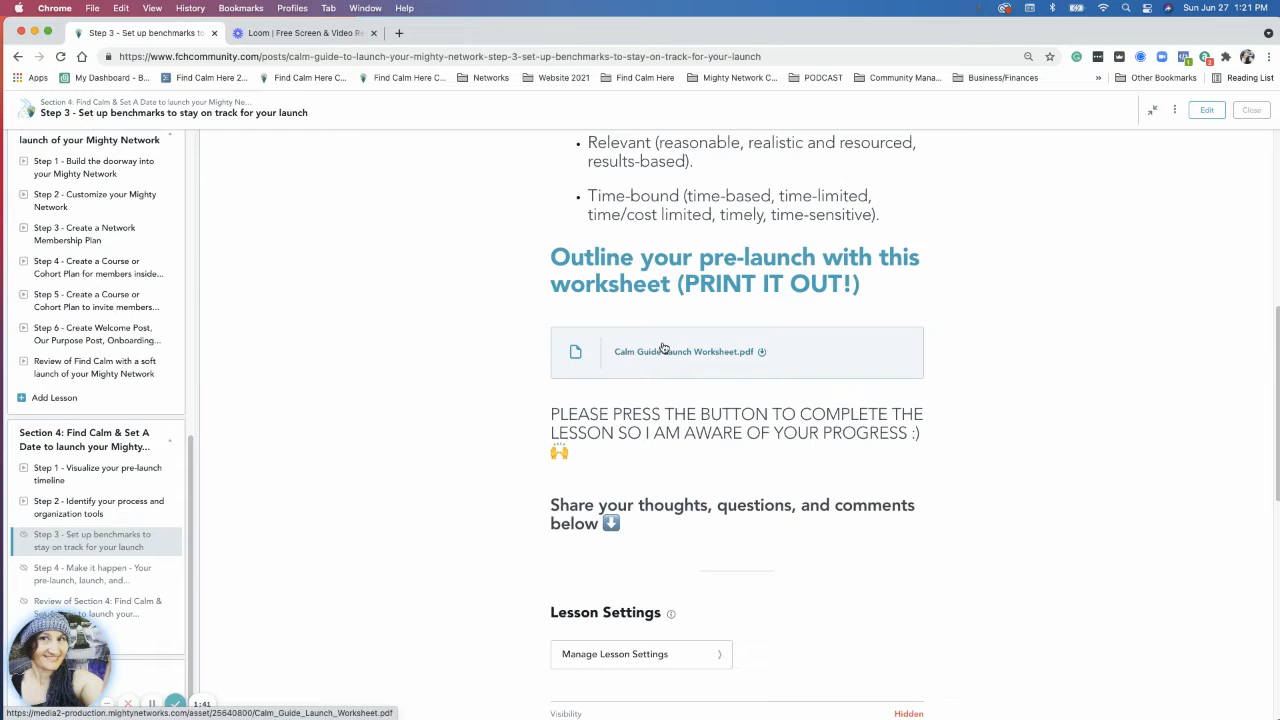 Chrome File Edit View History Bookmarks Profiles Tab Window Help Sun Jun 27 1:21 PM
Step 3 - Set up benchmarks to
Loom | Free Screen & Video Re
https://www.fchcommunity.com/posts/calm-guide-to-launch-your-mighty-network-step-3-set-up-benchmarks-to-stay-on-track-for-your-launch
Apps My Dashboard - B... Find Calm Here 2... Find Calm Here C... Find Calm Here C... Networks Website 2021 Find Calm Here Mighty Network C... PODCAST Community Mana... Business/Finances » Other Bookmarks Reading List
Section 4: Find Calm & Set A Date to launch your Mighty Ne...
Step 3 - Set up benchmarks to stay on track for your launch
Edit
Close
launch of your Mighty Network
Step 1 - Build the doorway into
your Mighty Network
Step 2 - Customize your Mighty
Network
Step 3 - Create a Network
Membership Plan
Step 4 - Create a Course or
Cohort Plan for members inside...
Step 5 - Create a Course or
Cohort Plan to invite members...
Step 6 - Create Welcome Post,
Our Purpose Post, Onboarding...
Review of Find Calm with a soft
launch of your Mighty Network
Add Lesson
Section 4: Find Calm & Set A
Date to launch your Mighty...
Step 1 - Visualize your pre-launch
timeline
Step 2 - Identify your process and
organization tools
Step 3 - Set up benchmarks to
stay on track for your launch
Step 4 - Make it happen - Your
pre-launch, launch, and...
Review of Section 4: Find Calm &
to launch your...
1:41
https://media2-production.mightynetworks.com/asset/25640800/Calm_Guide_Launch_Worksheet.pdf
• Relevant (reasonable, realistic and resourced,
results-based).
• Time-bound (time-based, time-limited,
time/cost limited, timely, time-sensitive).
Outline your pre-launch with this
worksheet (PRINT IT OUT!)
Calm Guide Launch Worksheet.pdf
PLEASE PRESS THE BUTTON TO COMPLETE THE
LESSON SO I AM AWARE OF YOUR PROGRESS :)
🙌
Share your thoughts, questions, and comments
below ⬇️
Lesson Settings
Manage Lesson Settings
Visibility
Hidden